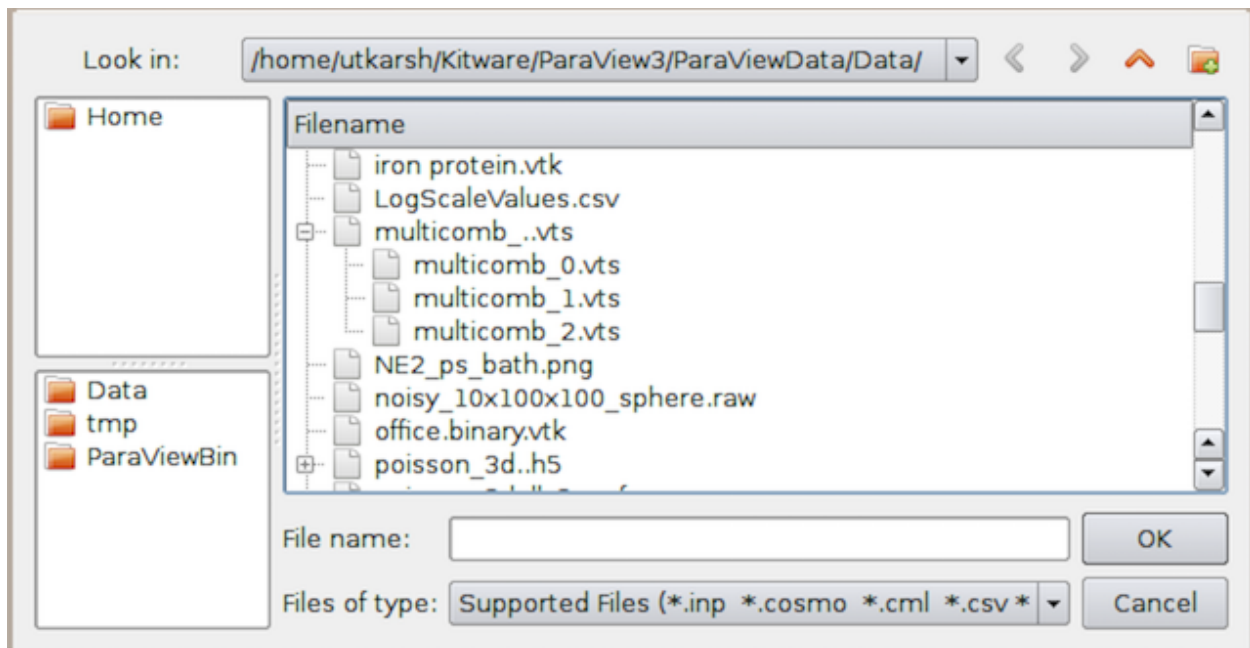 Look in: /home/utkarsh/Kitware/ParaView3/ParaViewData/Data/
Home
Data
tmp
ParaViewBin
Filename
iron protein.vtk
LogScaleValues.csv
multicomb_..vts
multicomb_0.vts
multicomb_1.vts
multicomb_2.vts
NE2_ps_bath.png
noisy_10x100x100_sphere.raw
office.binary.vtk
poisson_3d..h5
File name:
OK
Files of type: Supported Files (*.inp *.cosmo *.cml *.csv *
Cancel